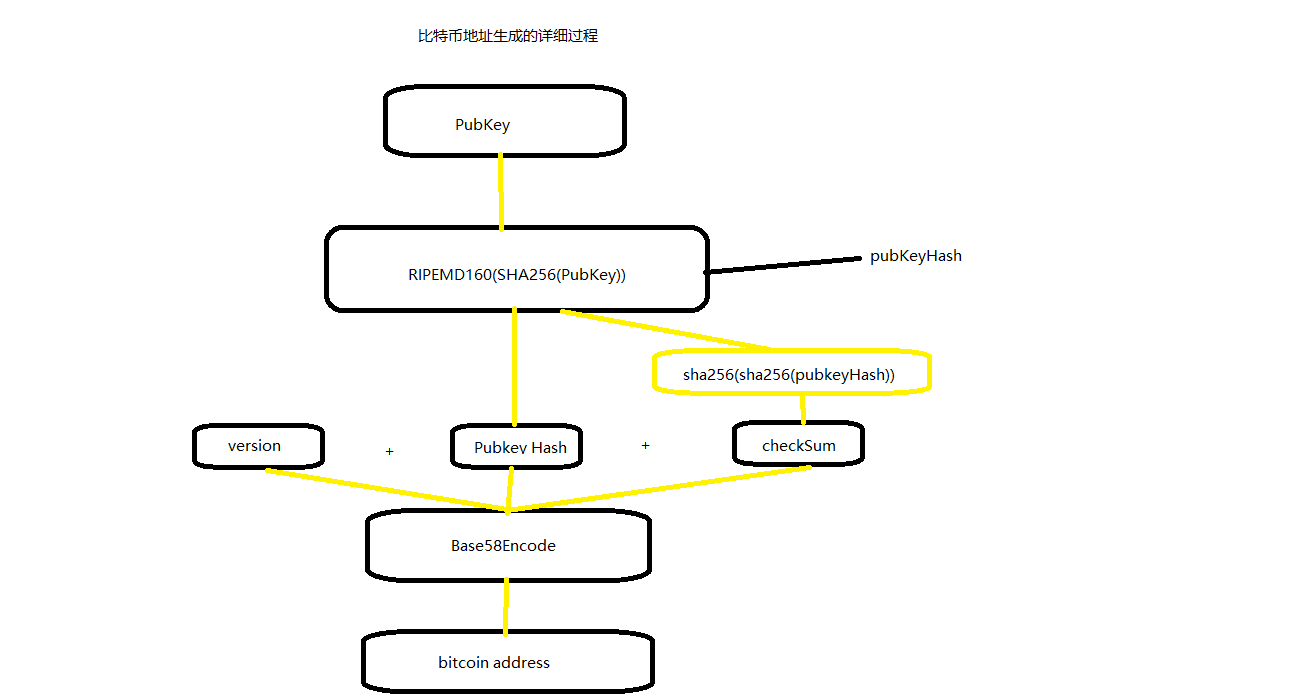 比特币地址生成的详细过程
PubKey
RIPEMD160(SHA256(PubKey))
pubKeyHash
sha256(sha256(pubkeyHash))
version
+
Pubkey Hash
+
checkSum
Base58Encode
bitcoin address